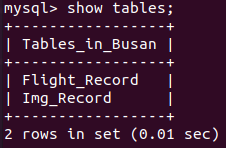 mysql> show tables;
+-----------------+
| Tables_in_Busan |
+-----------------+
| Flight_Record   |
| Img_Record      |
+-----------------+
2 rows in set (0.01 sec)